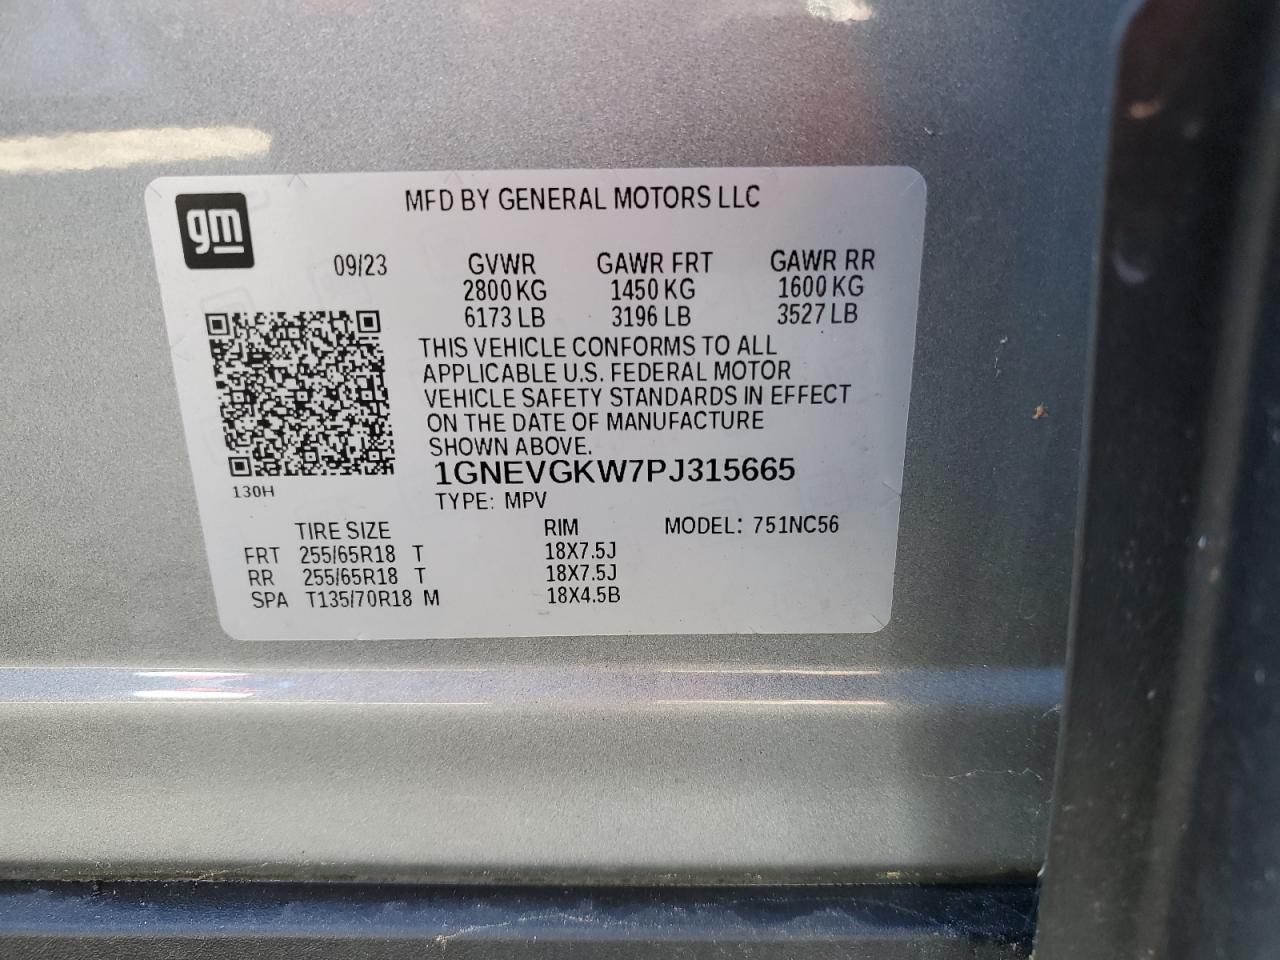 gm
MFD BY GENERAL MOTORS LLC
09/23 GVWR GAWR FRT GAWR RR
2800 KG 1450 KG 1600 KG
6173 LB 3196 LB 3527 LB
THIS VEHICLE CONFORMS TO ALL
APPLICABLE U.S. FEDERAL MOTOR
VEHICLE SAFETY STANDARDS IN EFFECT
ON THE DATE OF MANUFACTURE
SHOWN ABOVE.
1GNEVGKW7PJ315665
130H
TYPE: MPV
TIRE SIZE RIM MODEL: 751NC56
FRT 255/65R18 T 18X7.5J
RR 255/65R18 T 18X7.5J
SPA T135/70R18 M 18X4.5B